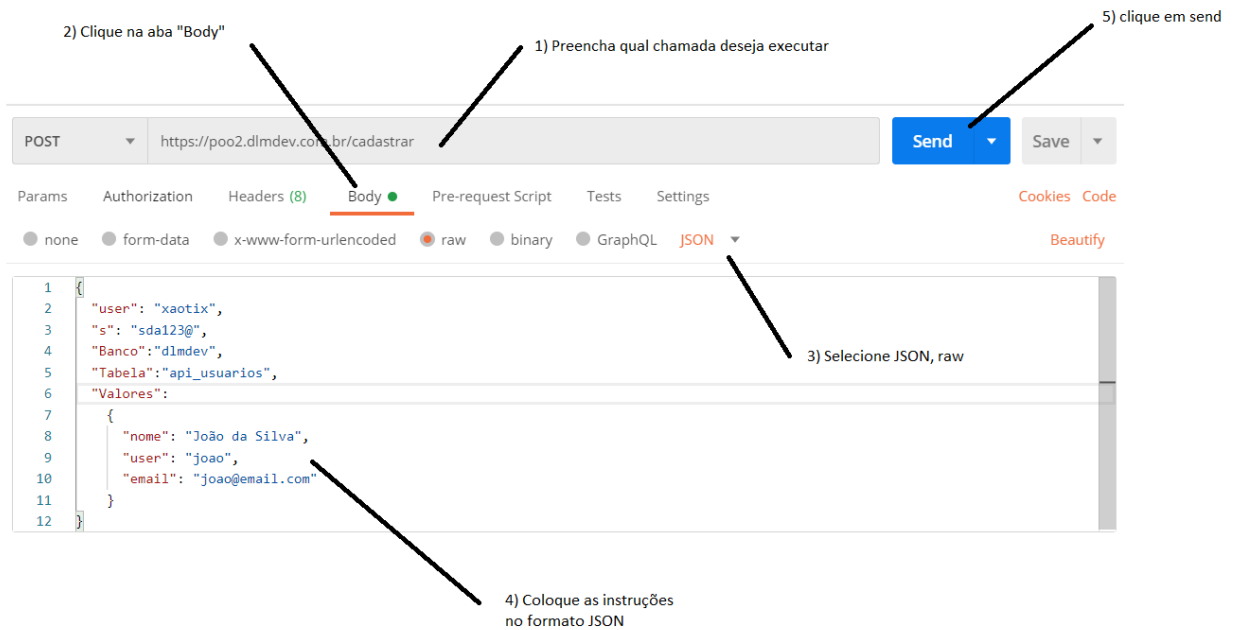 5) clique em send
2) Clique na aba "Body"
1) Preencha qual chamada deseja executar
POST
https://poo2.dlmdev.com.br/cadastrar
Send
Save
Params Authorization Headers (8) Body Pre-request Script Tests Settings Cookies Code
none form-data x-www-form-urlencoded raw binary GraphQL JSON Beautify
1 {
2 "user": "xaotix",
3 "s": "sda123@",
4 "Banco":"dlmdev",
5 "Tabela":"api_usuarios",
6 "Valores":
7 {
8 "nome": "João da Silva",
9 "user": "joao",
10 "email": "joao@email.com"
11 }
12 }
3) Selecione JSON, raw
4) Coloque as instruções
no formato JSON